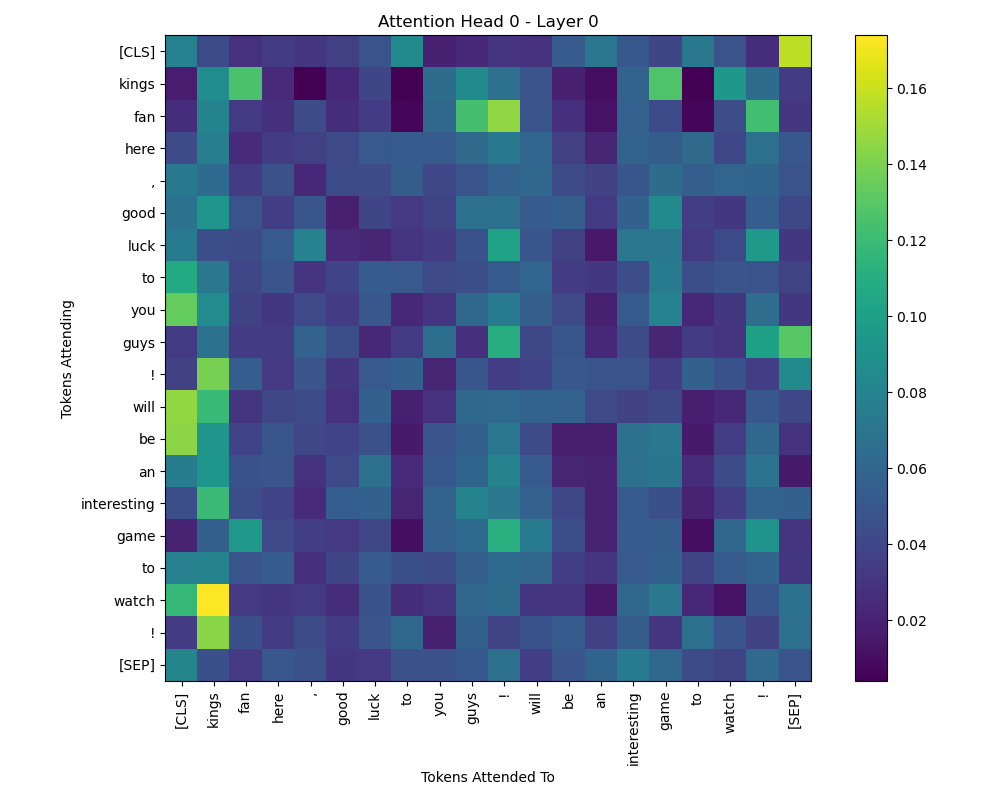 Attention Head 0 - Layer 0
[CLS]
kings
fan
here
,
good
luck
to
you
guys
!
will
be
an
interesting
game
to
watch
!
[SEP]
Tokens Attending
[CLS] kings fan here , good luck to you guys ! will be an interesting game to watch ! [SEP]
Tokens Attended To
0.16
0.14
0.12
0.10
0.08
0.06
0.04
0.02